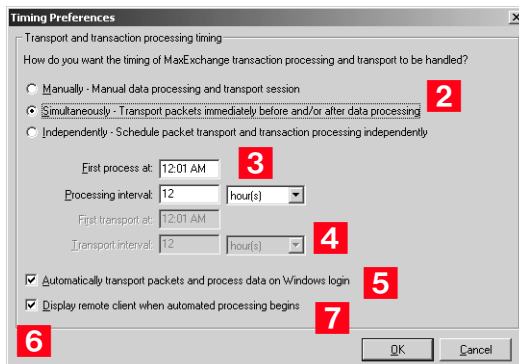 Timing Preferences
Transport and transaction processing timing
How do you want the timing of MaxExchange transaction processing and transport to be handled?
Manually - Manual data processing and transport session
2
Simultaneously - Transport packets immediately before and/or after data processing
Independently - Schedule packet transport and transaction processing independently
First process at: 12:01 AM
3
Processing interval: 12 hour(s)
First transport at: 12:01 AM
Transport interval: 12 hour(s)
4
Automatically transport packets and process data on Windows login
5
Display remote client when automated processing begins
7
6
OK Cancel